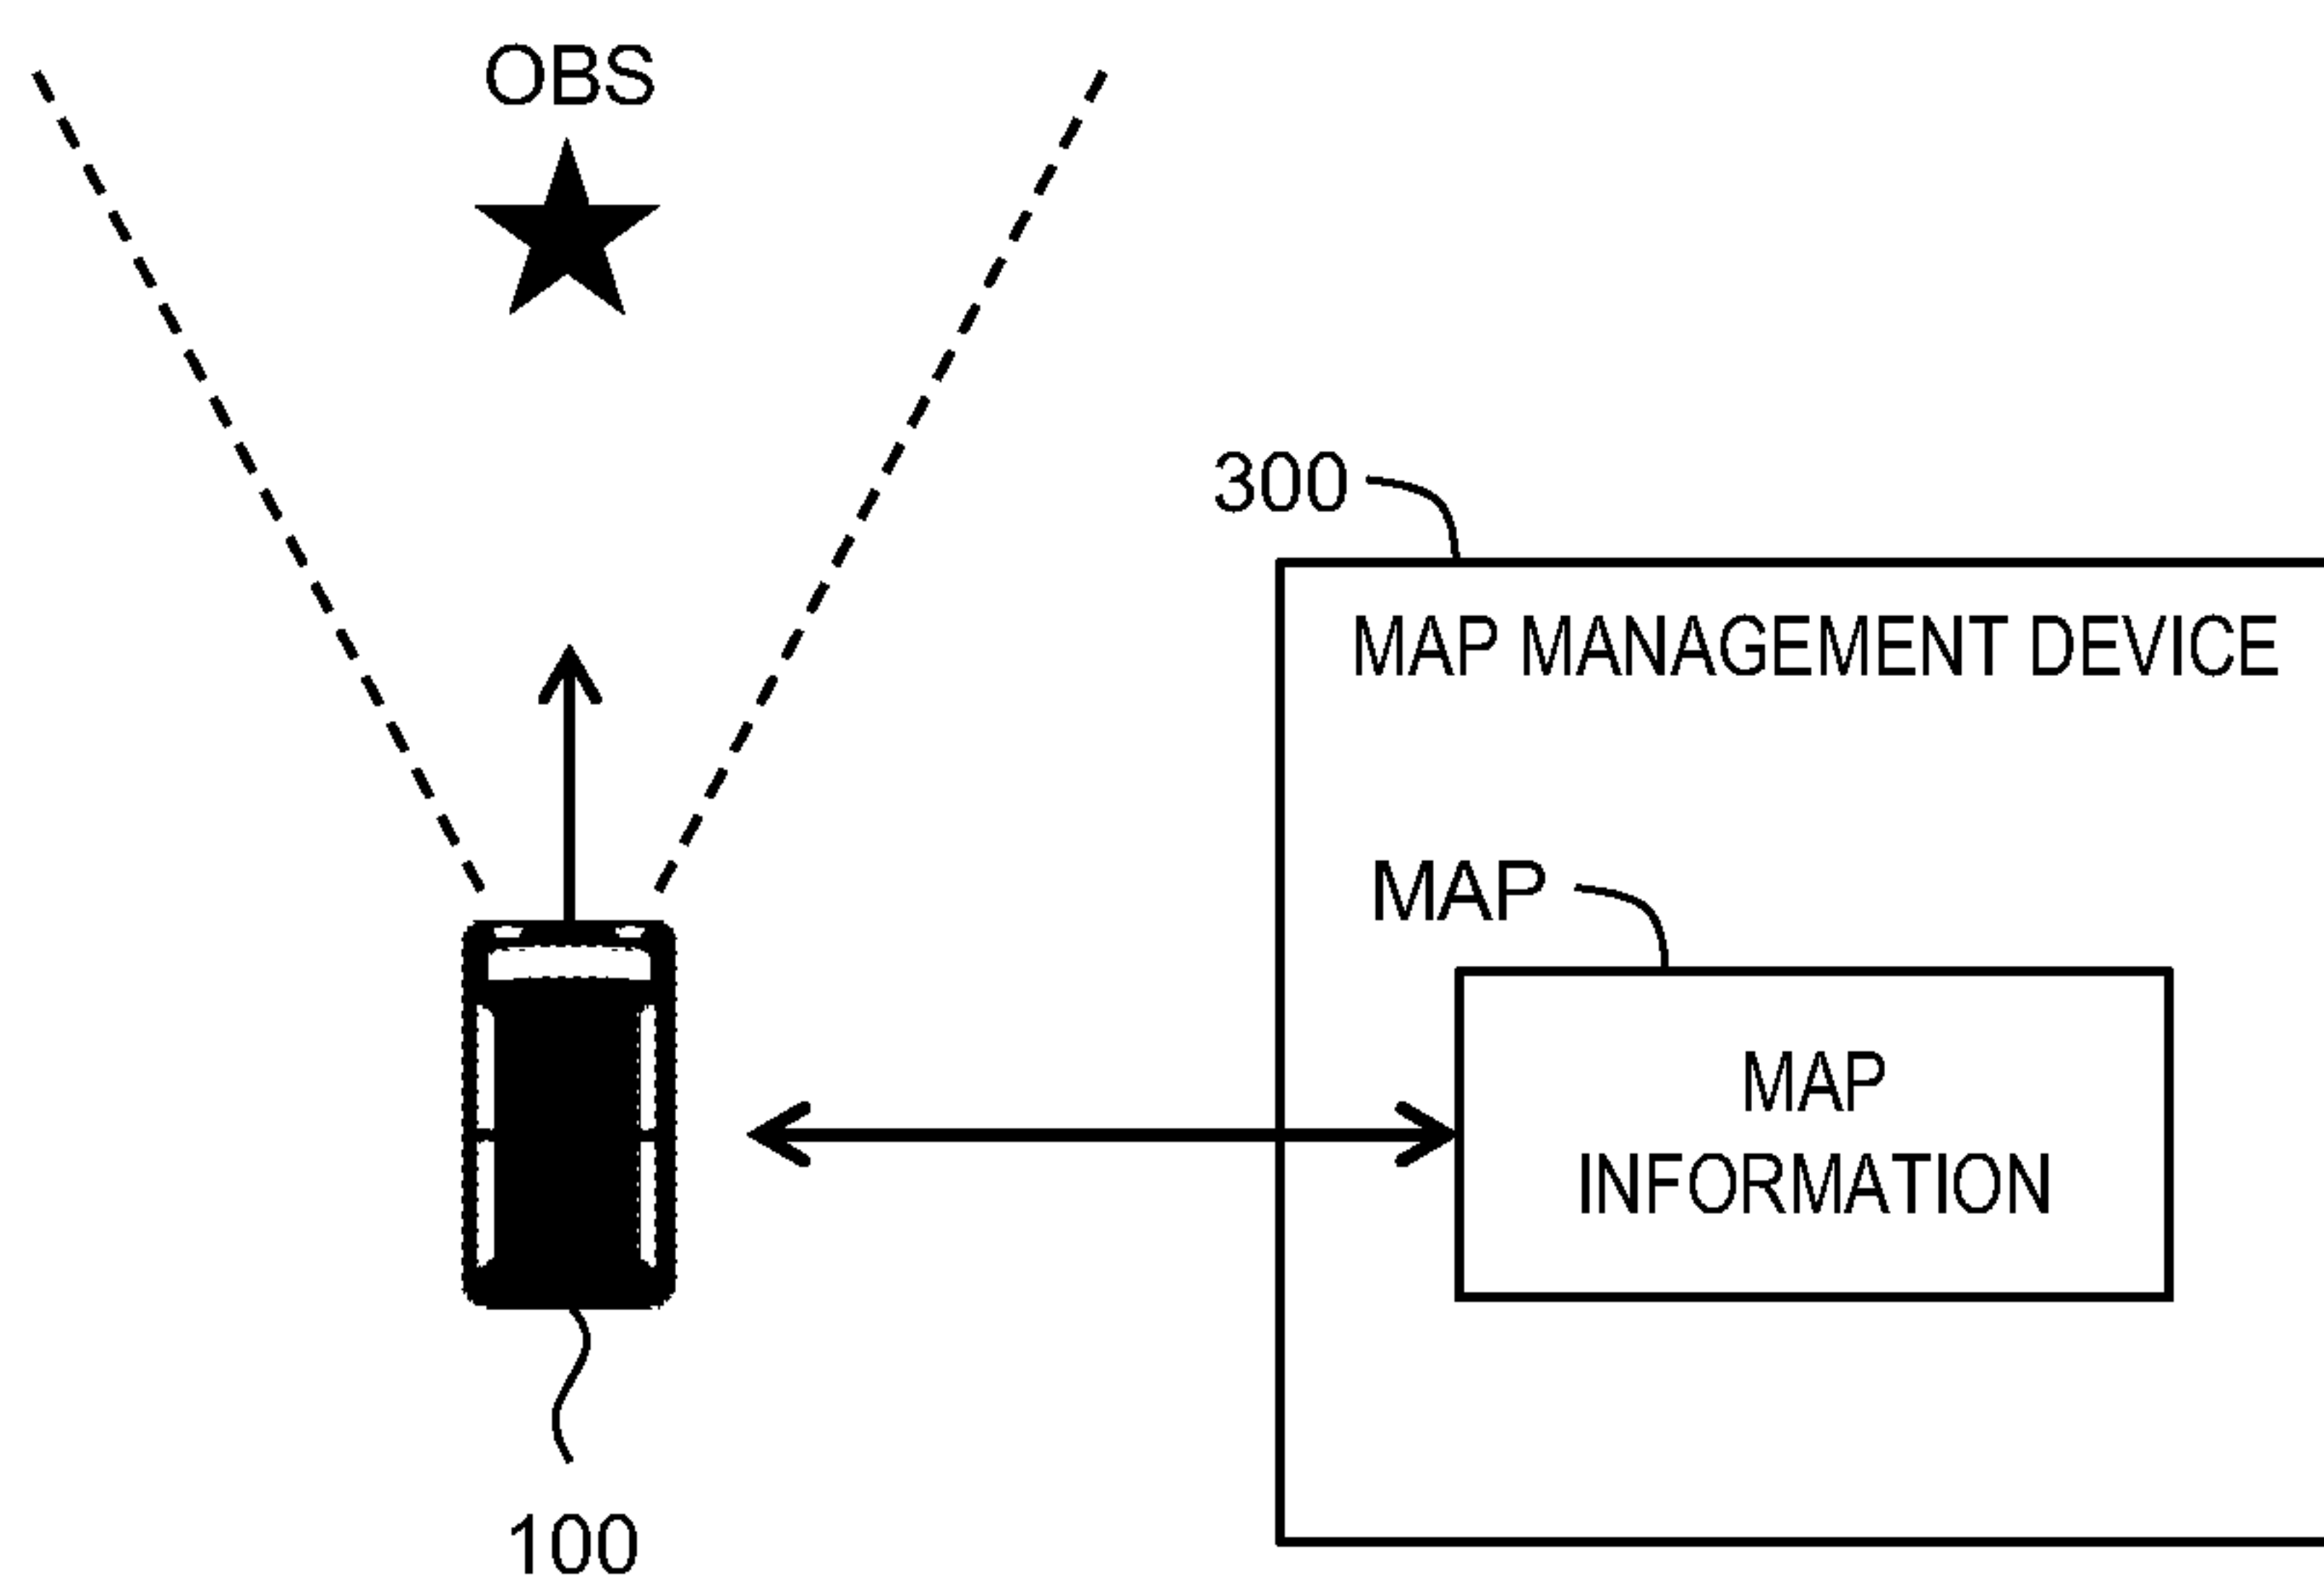 OBS
300
MAP MANAGEMENT DEVICE
MAP
MAP
INFORMATION
100